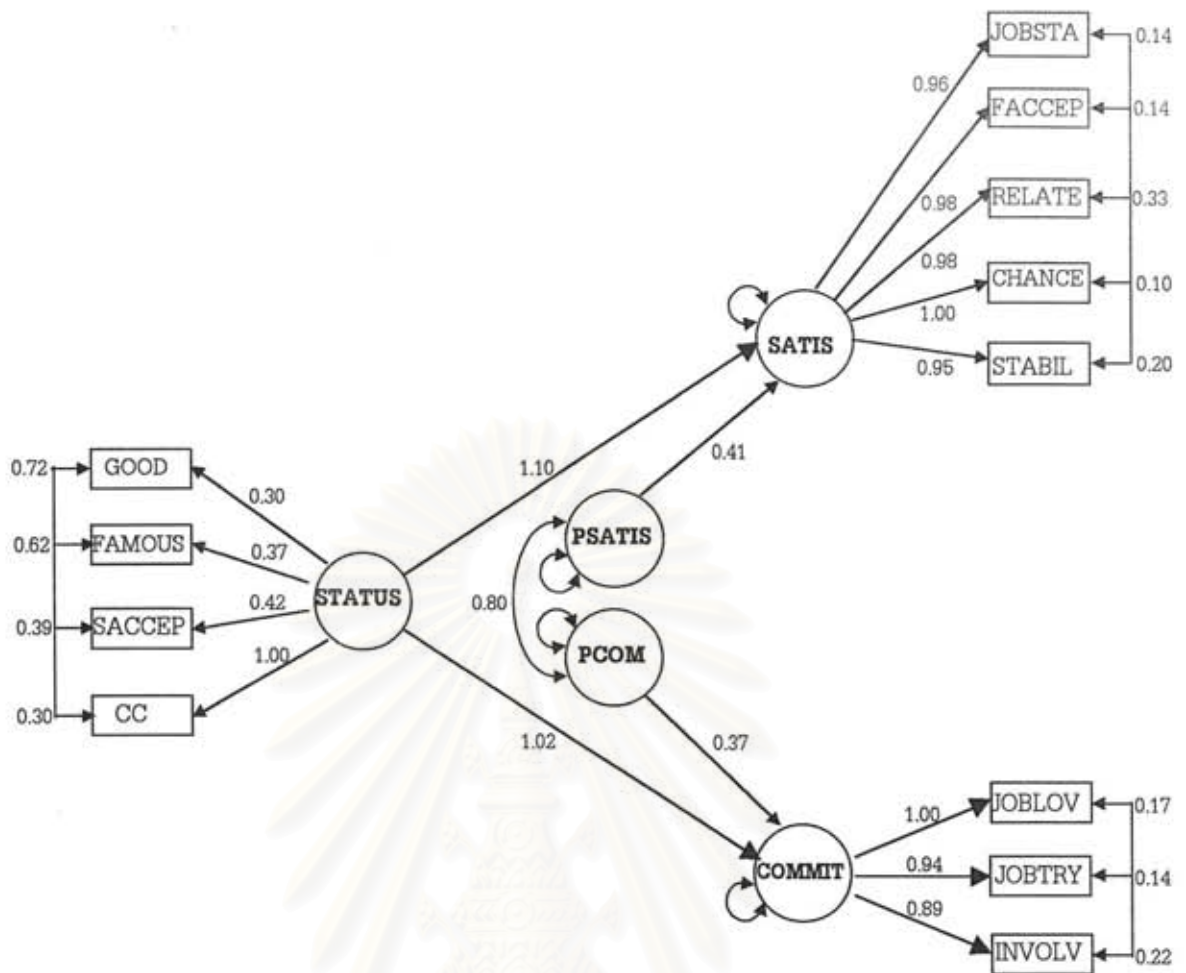 JOBSTA 0.14
0.96
FACCEP 0.14
0.98
RELATE 0.33
0.98
CHANCE 0.10
1.00
SATIS
0.95
STABIL 0.20
1.10
0.41
0.72 GOOD
0.30
PSATIS
0.62 FAMOUS
0.37
STATUS
0.80
0.42
0.39 SACCEP
PCOM
1.00
0.30 CC
1.02
0.37
JOBLOV 0.17
1.00
COMMIT
0.94
JOBTRY 0.14
0.89
INVOLV 0.22